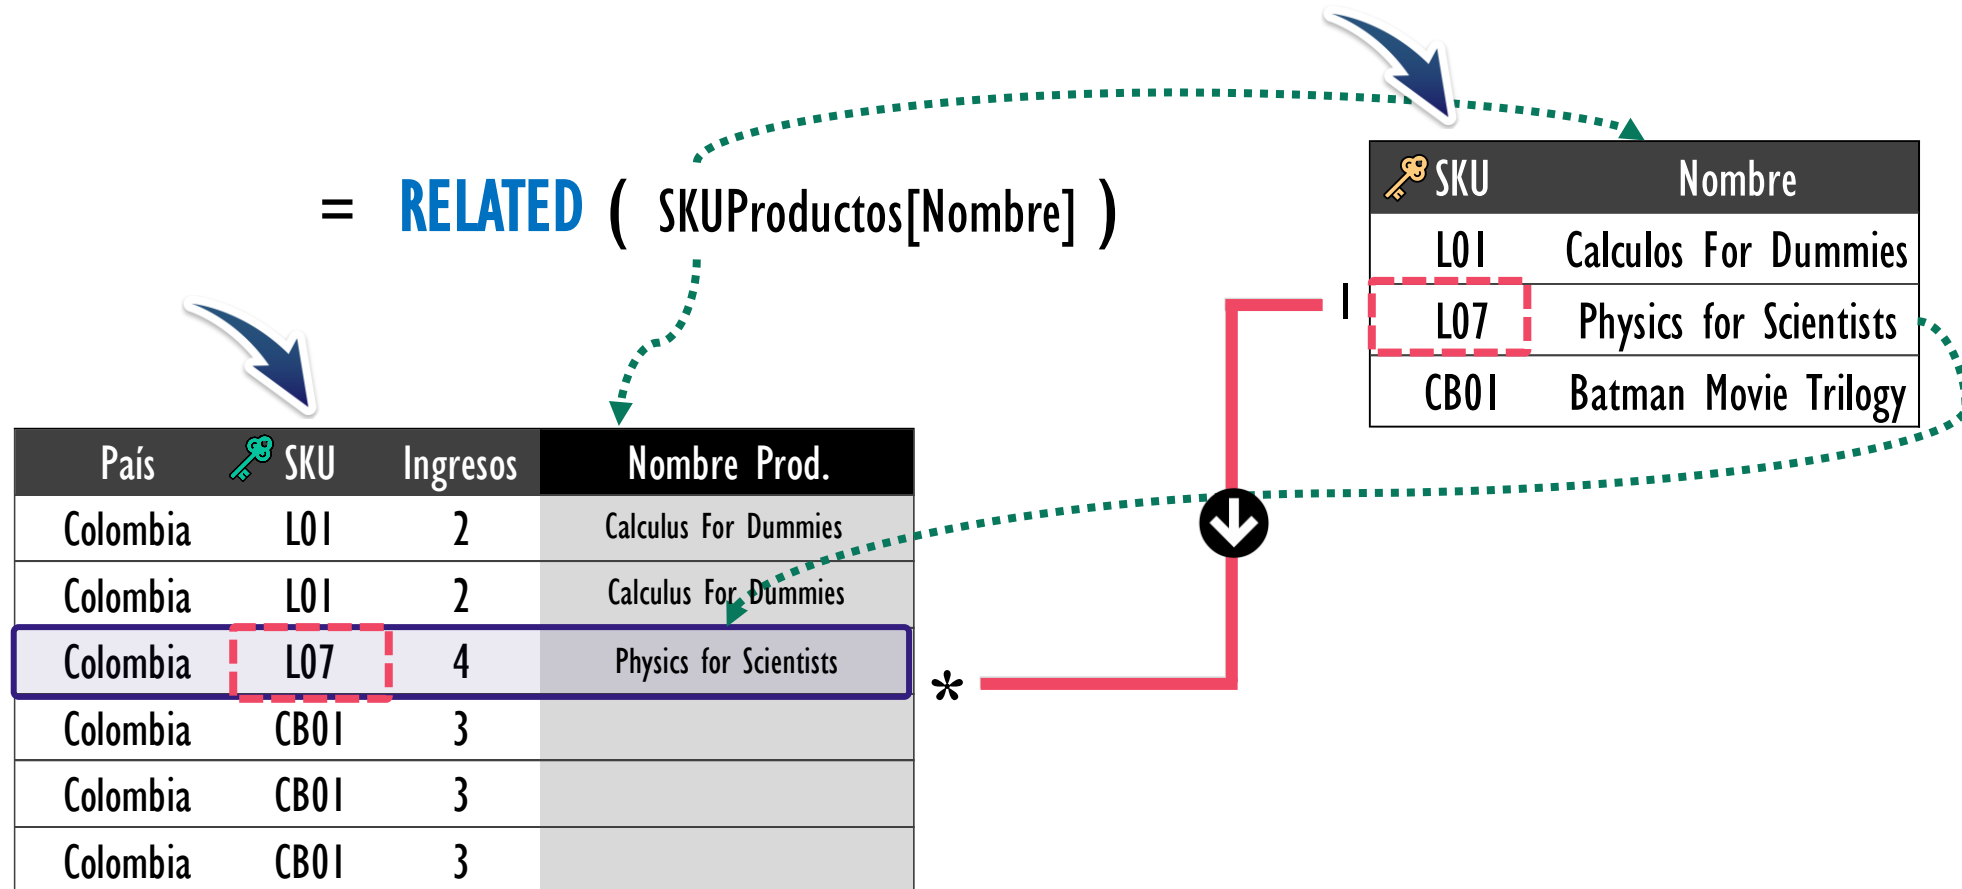 = RELATED ( SKUProductos[Nombre] )
SKU Nombre
L01 Calculos For Dummies
1 L07 Physics for Scientists
CB01 Batman Movie Trilogy
País SKU Ingresos Nombre Prod.
Colombia L01 2 Calculus For Dummies
Colombia L01 2 Calculus For Dummies
Colombia L07 4 Physics for Scientists *
Colombia CB01 3
Colombia CB01 3
Colombia CB01 3